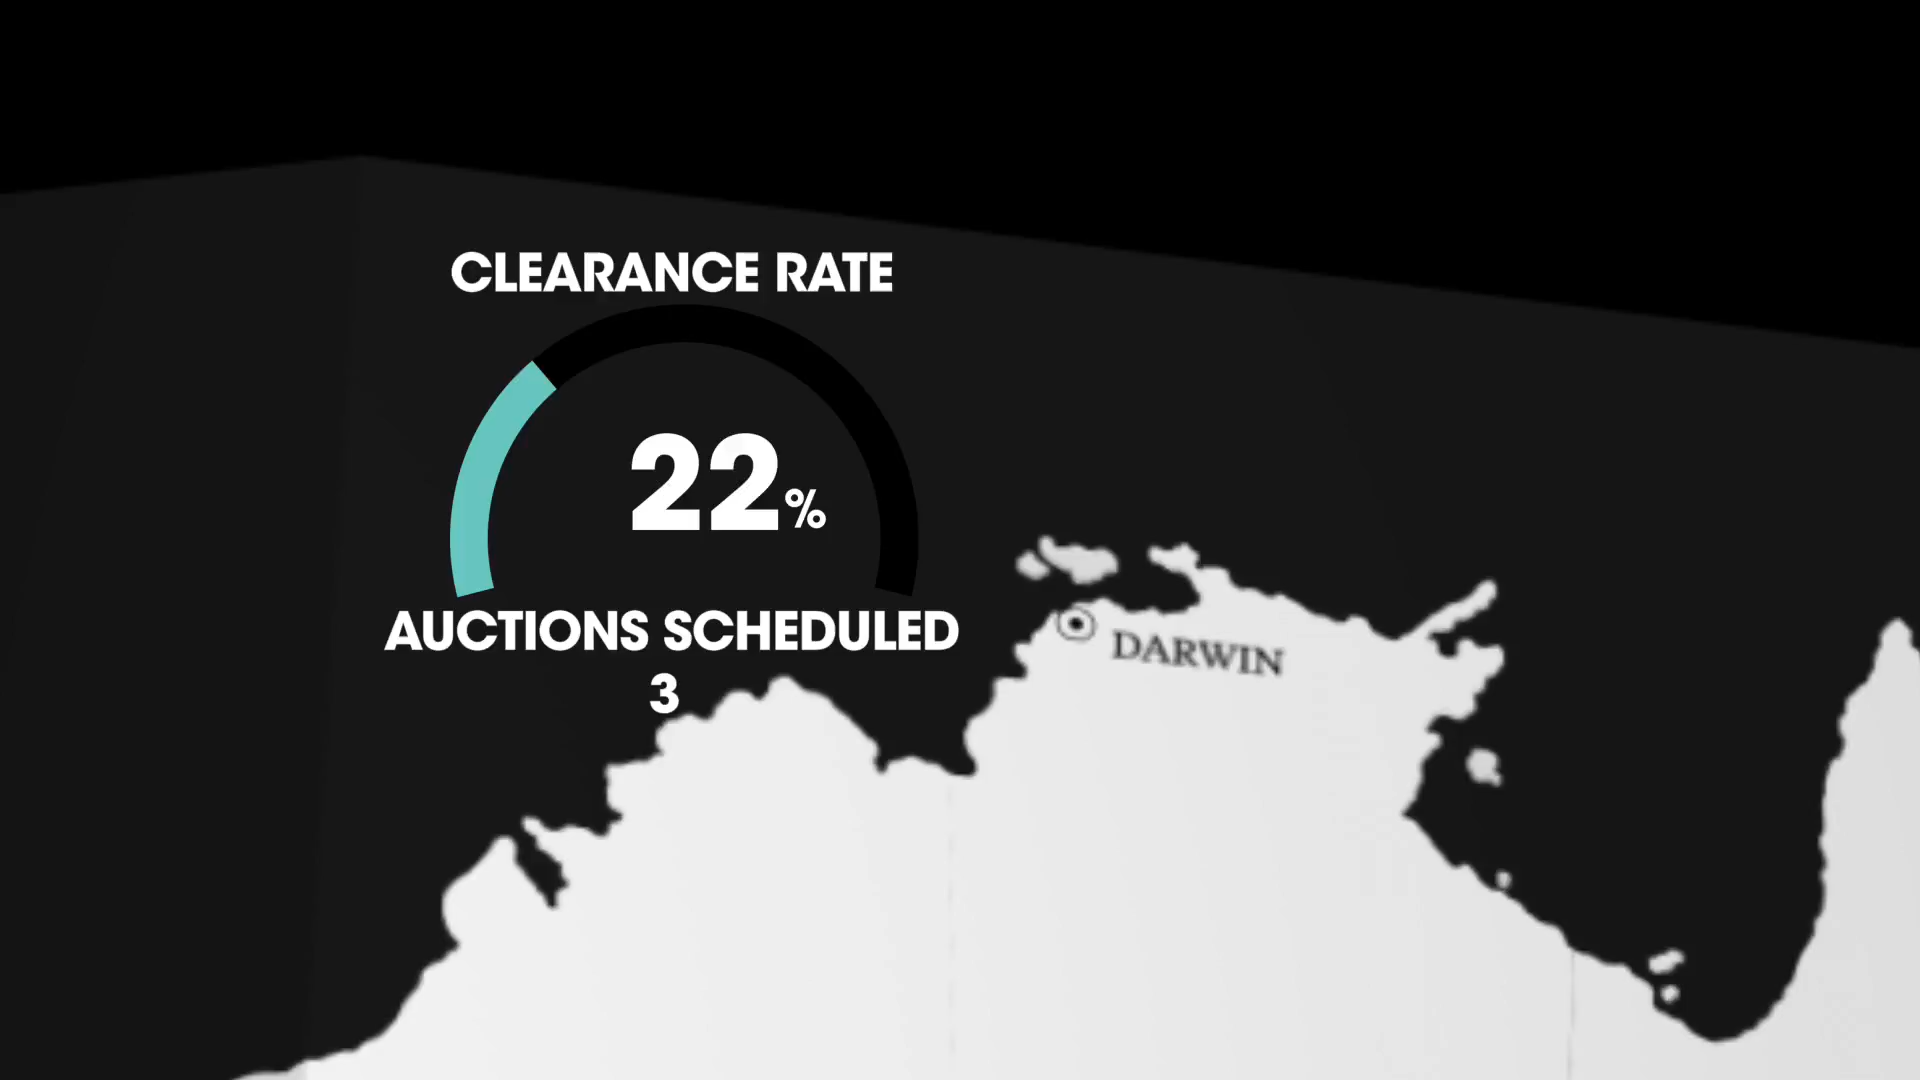 CLEARANCE RATE
22%
AUCTIONS SCHEDULED
3
DARWIN